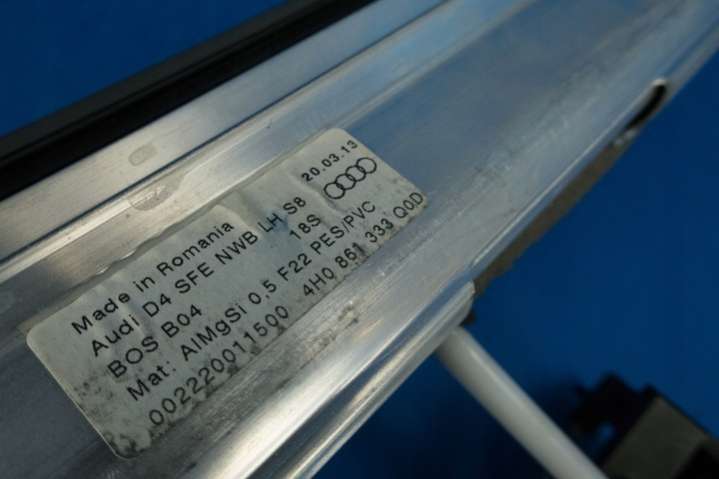 Made in Romania 20.03.13
Audi D4 SFE NWB LH S8
BOS B04 18S
Mat: AlMgSi 0,5 F22 PES/PVC
002220011500 4H0 861 333 Q0D